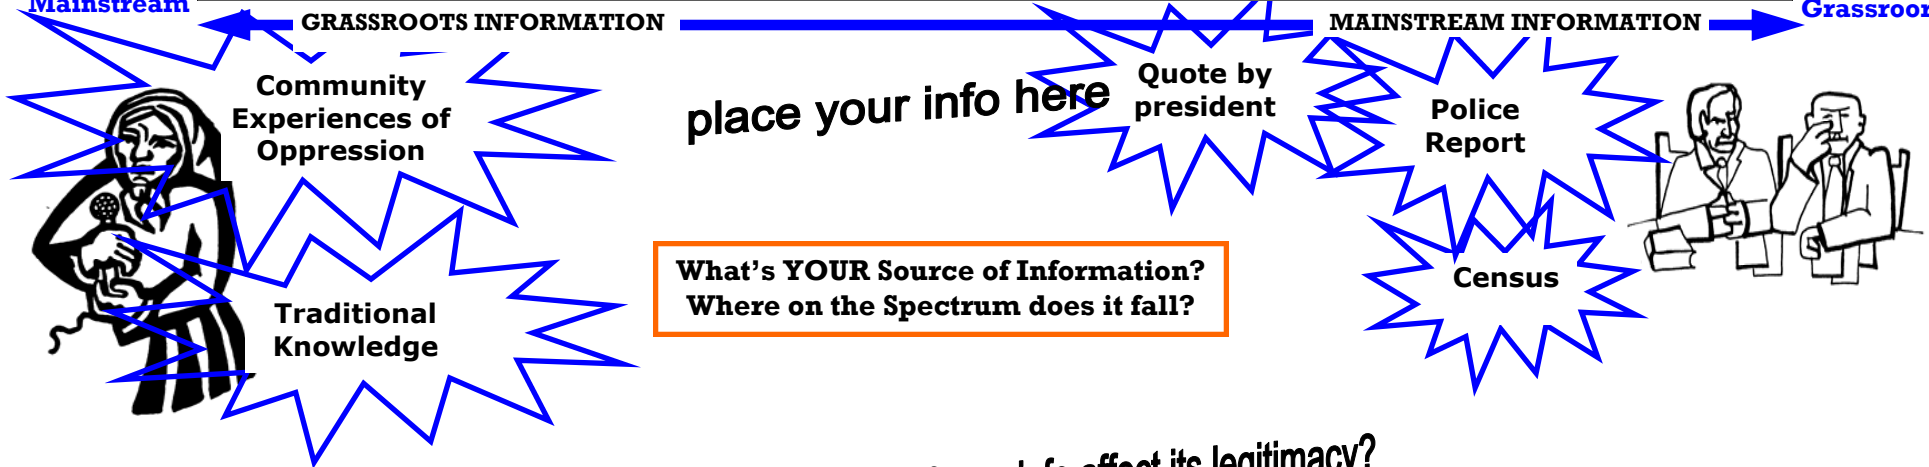 Mainstream
GRASSROOTS INFORMATION
MAINSTREAM INFORMATION
Community
Experiences of
Oppression
place your info here
Quote by
president
Police
Report
What's YOUR Source of Information?
Where on the Spectrum does it fall?
Census
Traditional
Knowledge
affect its legitimacy?